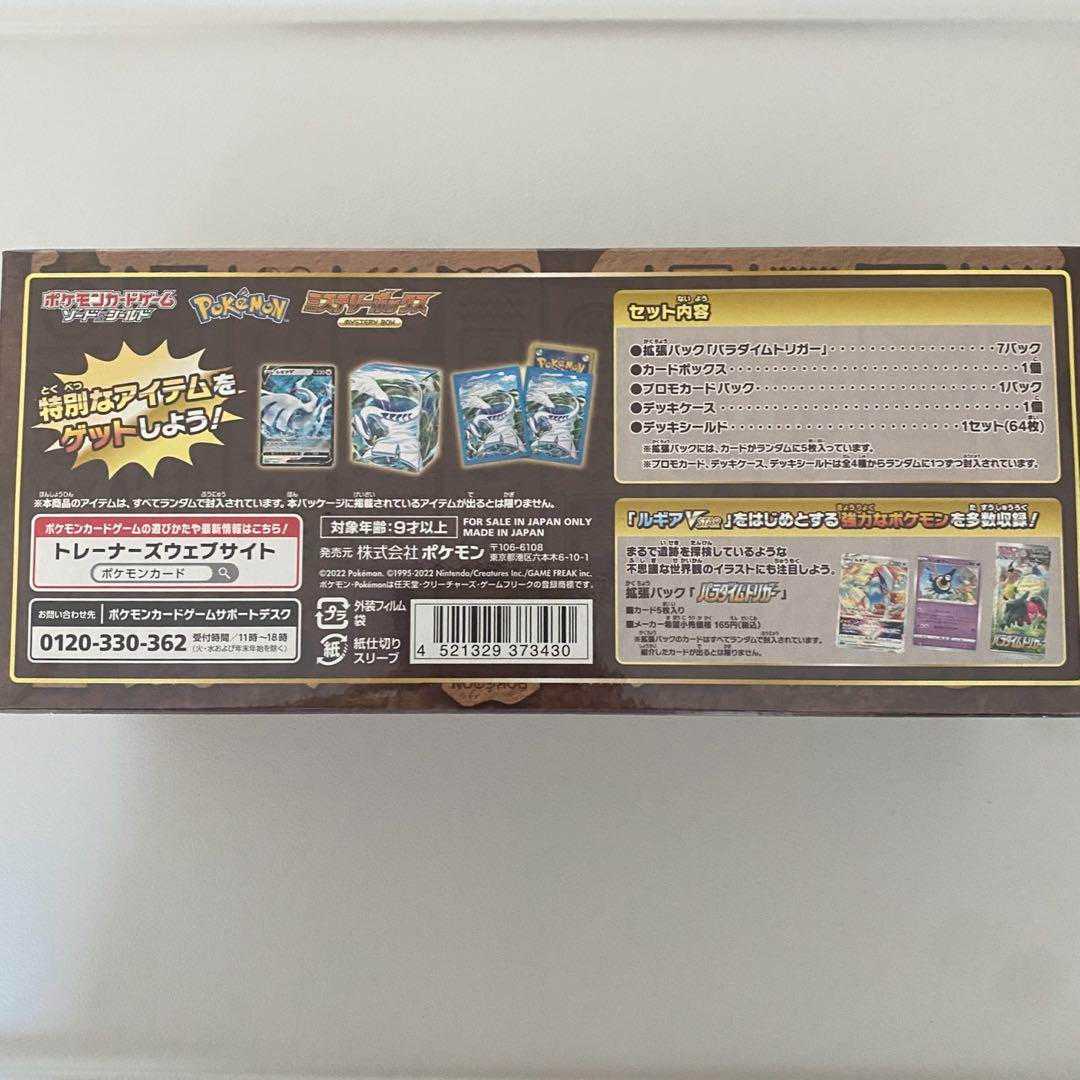 ポケモンカードゲーム
ソード&シールド
POKéMON
ミステリーボックス
MYSTERY BOX
特別なアイテムを
ゲットしよう!
※本商品のアイテムは、すべてランダムで封入されています。本パッケージに掲載されているアイテムが出るとは限りません。
ポケモンカードゲームの遊びかたや最新情報はこちら!
トレーナーズウェブサイト
ポケモンカード
お問い合わせ先 ポケモンカードゲームサポートデスク
0120-330-362 受付時間/11時〜18時
(火・水および年末年始を除く)
対象年齢:9才以上 FOR SALE IN JAPAN ONLY
MADE IN JAPAN
発売元 株式会社ポケモン 〒106-6108
東京都港区六本木6-10-1
©2022 Pokémon. ©1995-2022 Nintendo/Creatures Inc./GAME FREAK inc.
ポケモン・Pokémonは任天堂・クリーチャーズ・ゲームフリークの登録商標です。
プラ 外装フィルム
袋
紙 紙仕切り
スリーブ
4 521329 373430
セット内容
●拡張パック「パラダイムトリガー」 7パック
●カードボックス 1個
●プロモカードパック 1パック
●デッキケース 1個
●デッキシールド 1セット(64枚)
※拡張パックには、カードがランダムに5枚入っています。
※プロモカード、デッキケース、デッキシールドは全4種からランダムに1つずつ封入されています。
「ルギアVSTAR」をはじめとする強力なポケモンを多数収録!
まるで遺跡を探検しているような
不思議な世界観のイラストにも注目しよう。
拡張パック「パラダイムトリガー」
■カード5枚入り
■メーカー希望小売価格 165円(税込)
※拡張パックのカードはすべてランダムで封入されています。
紹介したカードが出るとは限りません。